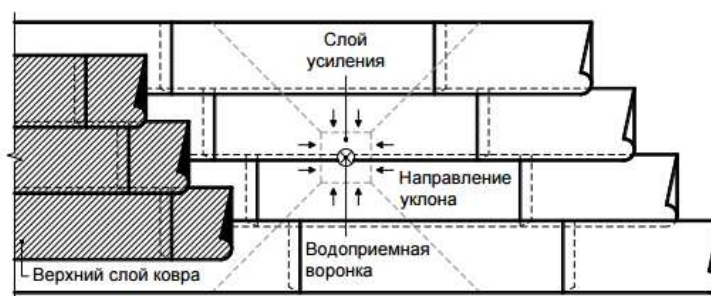 Слой
усиления
Направление
уклона
Водоприемная
воронка
Верхний слой ковра